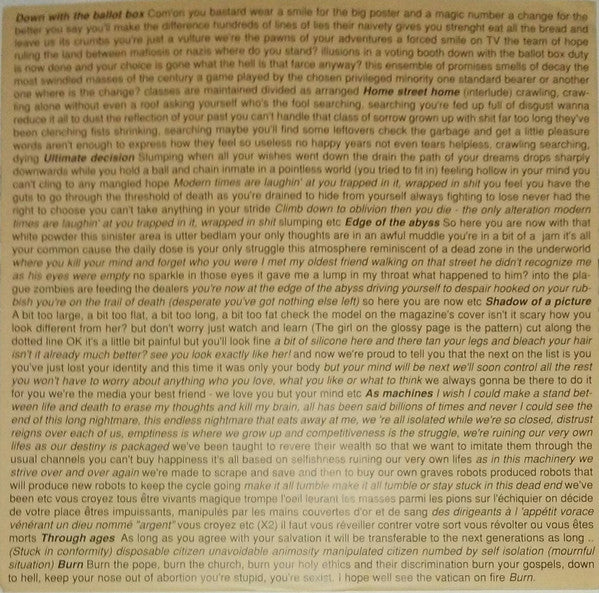 Down with the ballot box Com'on you bastard wear a smile for the big poster and a magic number a change for the
better you say you'll make the difference hundreds of lines of lies their naivety gives you strenght eat all the bread and
leave us its crumbs you're just a vulture we're the pawns of your adventures a forced smile on TV the team of hope
ruling the land between mafiosis or nazis where do you stand? illusions in a voting booth down with the ballot box duty
is now done and your choice is gone what the hell is that farce anyway? this ensemble of promises smells of decay the
most swindled masses of the century a game played by the chosen privileged minority one standard bearer or another
one where is the change? classes are maintained divided as arranged Home street home (interlude) crawling, craw-
ling alone without even a roof asking yourself who's the fool searching, searching you're fed up full of disgust wanna
reduce it all to dust the reflection of your past you can't handle that class of sorrow grown up with shit far too long they've
been clenching fists shrinking, searching maybe you'll find some leftovers check the garbage and get a little pleasure
words aren't enough to express how they feel so useless no happy years not even tears helpless, crawling searching,
dying Ultimate decision Slumping when all your wishes went down the drain the path of your dreams drops sharply
downwards while you hold a ball and chain inmate in a pointless world (you tried to fit in) feeling hollow in your mind you
can't cling to any mangled hope Modern times are laughin' at you trapped in it, wrapped in shit you feel you have the
guts to go through the threshold of death as you're drained to hide from yourself always fighting to lose never had the
right to choose you can't take anything in your stride Climb down to oblivion then you die - the only alteration modern
times are laughin' at you trapped in it, wrapped in shit slumping etc Edge of the abyss So here you are now with that
white powder this sinister area is utter bedlam your only thoughts are in an awful muddle you're in a bit of a jam it's all
your common cause the daily dose is your only struggle this atmosphere reminiscent of a dead zone in the underworld
where you kill your mind and forget who you were I met my oldest friend walking on that street he didn't recognize me
as his eyes were empty no sparkle in those eyes it gave me a lump in my throat what happened to him? into the pla-
gue zombies are feeding the dealers you're now at the edge of the abyss driving yourself to despair hooked on your rub-
bish you're on the trail of death (desperate you've got nothing else left) so here you are now etc Shadow of a picture
A bit too large, a bit too flat, a bit too long, a bit too fat check the model on the magazine's cover isn't it scary how you
look different from her? but don't worry just watch and learn (The girl on the glossy page is the pattern) cut along the
dotted line OK it's a little bit painful but you'll look fine a bit of silicone here and there tan your legs and bleach your hair
isn't it already much better? see you look exactly like her! and now we're proud to tell you that the next on the list is you
you've just lost your identity and this time it was only your body but your mind will be next we'll soon control all the rest
you won't have to worry about anything who you love, what you like or what to think we always gonna be there to do it
for you we're the media your best friend - we love you but your mind etc As machines I wish I could make a stand bet-
ween life and death to erase my thoughts and kill my brain, all has been said billions of times and never I could see the
end of this long nightmare, this endless nightmare that eats away at me, we 're all isolated while we're so closed, distrust
reigns over each of us, emptiness is where we grow up and competitiveness is the struggle, we're ruining our very own
lifes as our destiny is packaged we've been taught to revere their wealth so that we want to imitate them through the
usual channels you can't buy happiness it's all based on selfishness ruining our very own lifes as in this machinery we
strive over and over again we're made to scrape and save and then to buy our own graves robots produced robots that
will produce new robots to keep the cycle going make it all tumble make it all tumble or stay stuck in this dead end we've
been etc vous croyez tous être vivants magique trompe l'oeil leurant les masses parmi les pions sur l'échiquier on décide
de votre place êtres impuissants, manipulés par les mains couvertes d'or et de sang des dirigeants à l 'appétit vorace
vénérant un dieu nommé "argent" vous croyez etc (X2) il faut vous réveiller contrer votre sort vous révolter ou vous êtes
morts Through ages As long as you agree with your salvation it will be transferable to the next generations as long ..
(Stuck in conformity) disposable citizen unavoidable animosity manipulated citizen numbed by self isolation (mournful
situation) Burn Burn the pope, burn the church, burn your holy ethics and their discrimination burn your gospels, down
to hell, keep your nose out of abortion you're stupid, you're sexist. I hope well see the vatican on fire Burn.